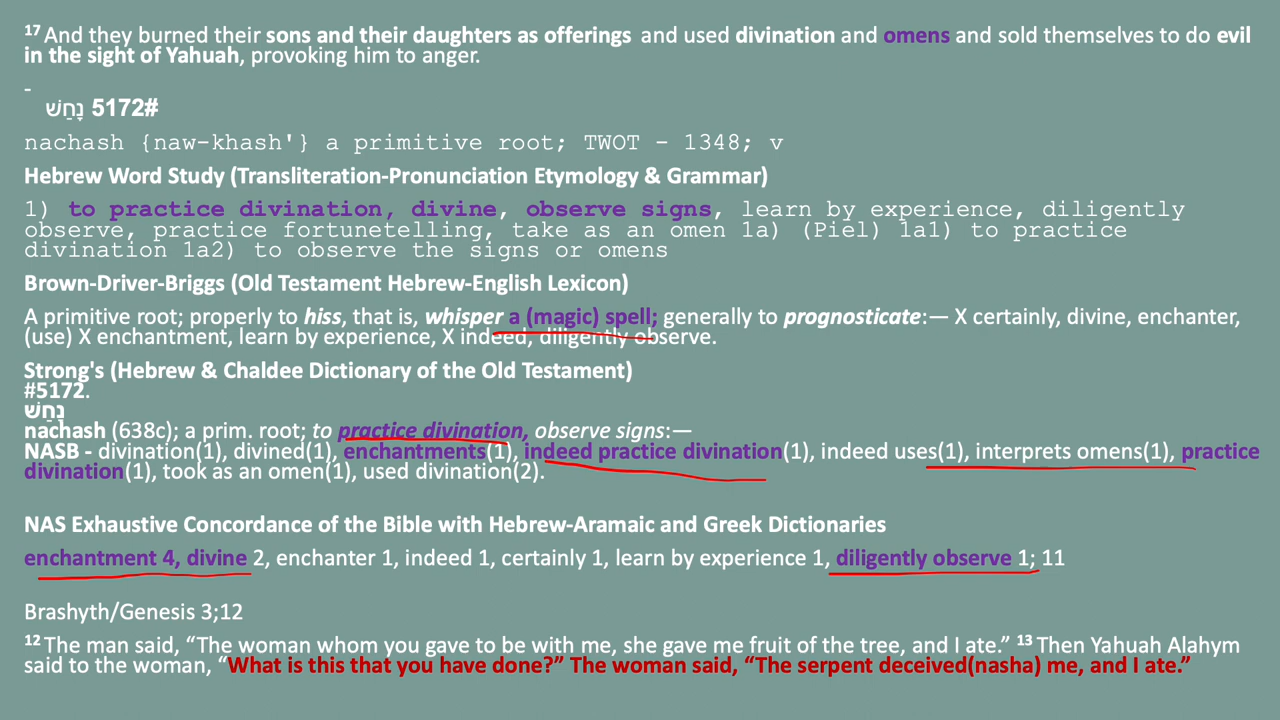 17 And they burned their sons and their daughters as offerings and used divination and omens and sold themselves to do evil
in the sight of Yahuah, provoking him to anger.
-
נָחַשׁ 5172#
nachash {naw-khash'} a primitive root; TWOT - 1348; v
Hebrew Word Study (Transliteration-Pronunciation Etymology & Grammar)
1) to practice divination, divine, observe signs, learn by experience, diligently
observe, practice fortunetelling, take as an omen 1a) (Piel) 1a1) to practice
divination 1a2) to observe the signs or omens
Brown-Driver-Briggs (Old Testament Hebrew-English Lexicon)
A primitive root; properly to hiss, that is, whisper a (magic) spell; generally to prognosticate:— X certainly, divine, enchanter,
(use) X enchantment, learn by experience, X indeed, diligently observe.
Strong's (Hebrew & Chaldee Dictionary of the Old Testament)
#5172.
נָחַשׁ
nachash (638c); a prim. root; to practice divination, observe signs:—
NASB - divination(1), divined(1), enchantments(1), indeed practice divination(1), indeed uses(1), interprets omens(1), practice
divination(1), took as an omen(1), used divination(2).
NAS Exhaustive Concordance of the Bible with Hebrew-Aramaic and Greek Dictionaries
enchantment 4, divine 2, enchanter 1, indeed 1, certainly 1, learn by experience 1, diligently observe 1; 11
Brashyth/Genesis 3;12
12 The man said, “The woman whom you gave to be with me, she gave me fruit of the tree, and I ate.” 13 Then Yahuah Alahym
said to the woman, “What is this that you have done?” The woman said, “The serpent deceived(nasha) me, and I ate.”